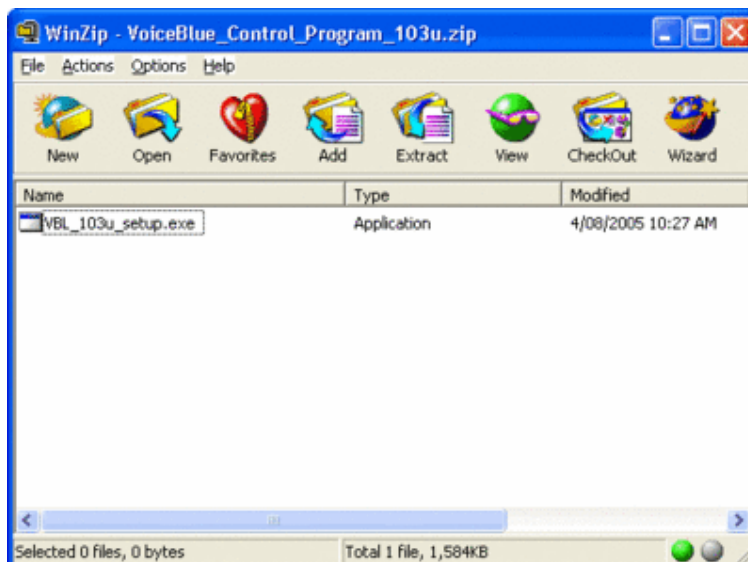 WinZip - VoiceBlue_Control_Program_103u.zip
File Actions Options Help
New Open Favorites Add Extract View CheckOut Wizard
Name Type Modified
VBL_103u_setup.exe Application 4/08/2005 10:27 AM
Selected 0 files, 0 bytes Total 1 file, 1,584KB